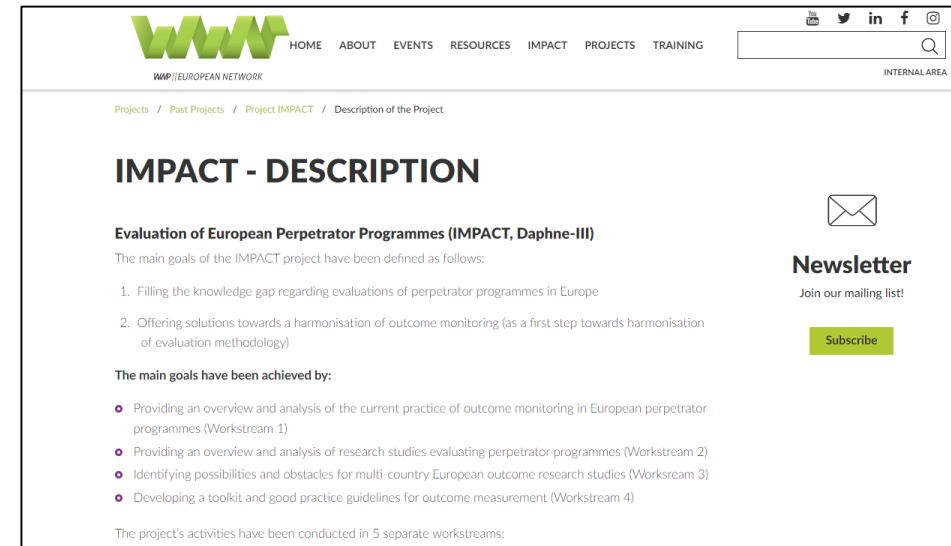 You
Tube
in f
WWP
HOME ABOUT EVENTS RESOURCES IMPACT PROJECTS TRAINING
WWP||EUROPEAN NETWORK
INTERNAL AREA
Projects / Past Projects / Project IMPACT / Description of the Project
IMPACT - DESCRIPTION
Evaluation of European Perpetrator Programmes (IMPACT, Daphne-III)
The main goals of the IMPACT project have been defined as follows:
1. Filling the knowledge gap regarding evaluations of perpetrator programmes in Europe
2. Offering solutions towards a harmonisation of outcome monitoring (as a first step towards harmonisation
of evaluation methodology)
The main goals have been achieved by:
Providing an overview and analysis of the current practice of outcome monitoring in European perpetrator
programmes (Workstream 1)
Providing an overview and analysis of research studies evaluating perpetrator programmes (Workstream 2)
Identifying possibilities and obstacles for multi-country European outcome research studies (Worksream 3)
Developing a toolkit and good practice guidelines for outcome measurement (Workstream 4)
The project's activities have been conducted in 5 separate workstreams:
Newsletter
Join our mailing list!
Subscribe